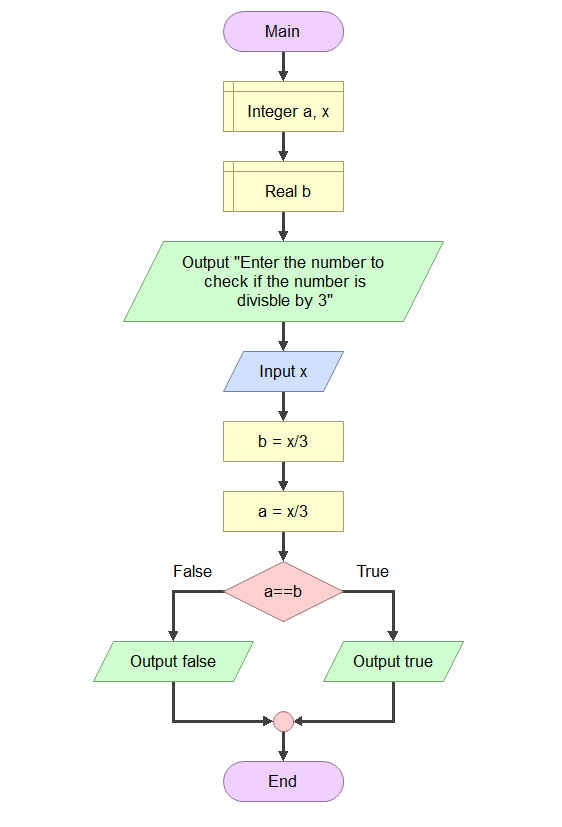 Main
Integer a, x
Real b
Output "Enter the number to
check if the number is
divisble by 3"
Input x
b = x/3
a = x/3
False
True
a==b
Output false
Output true
End